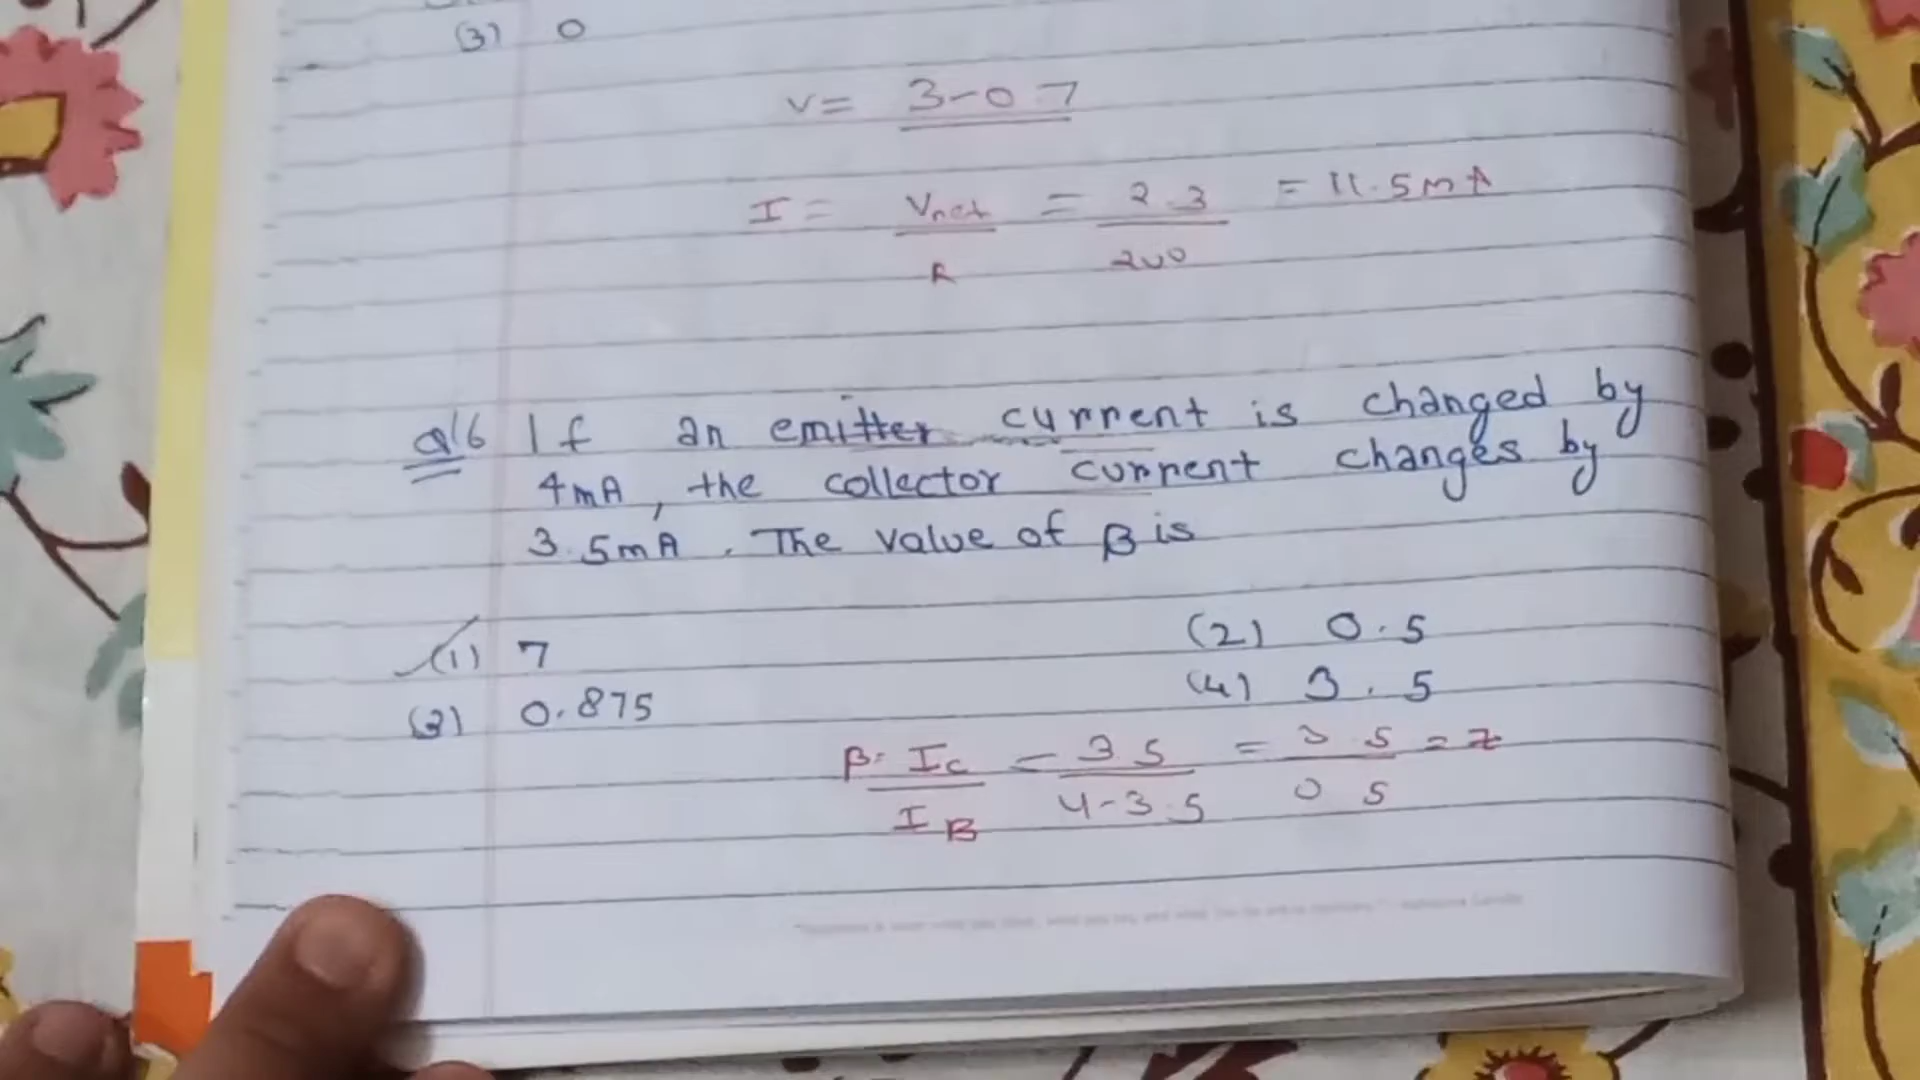 (3) 0
V = 3-0.7
I = Vnet / R = 2.3 / 200 = 11.5mA
Q16 If an emitter current is changed by
4mA, the collector current changes by
3.5mA. The value of β is
(1) 7 (2) 0.5
(3) 0.875 (4) 3.5
β = IC / IB = 3.5 / 4-3.5 = 3.5 / 0.5 = 7